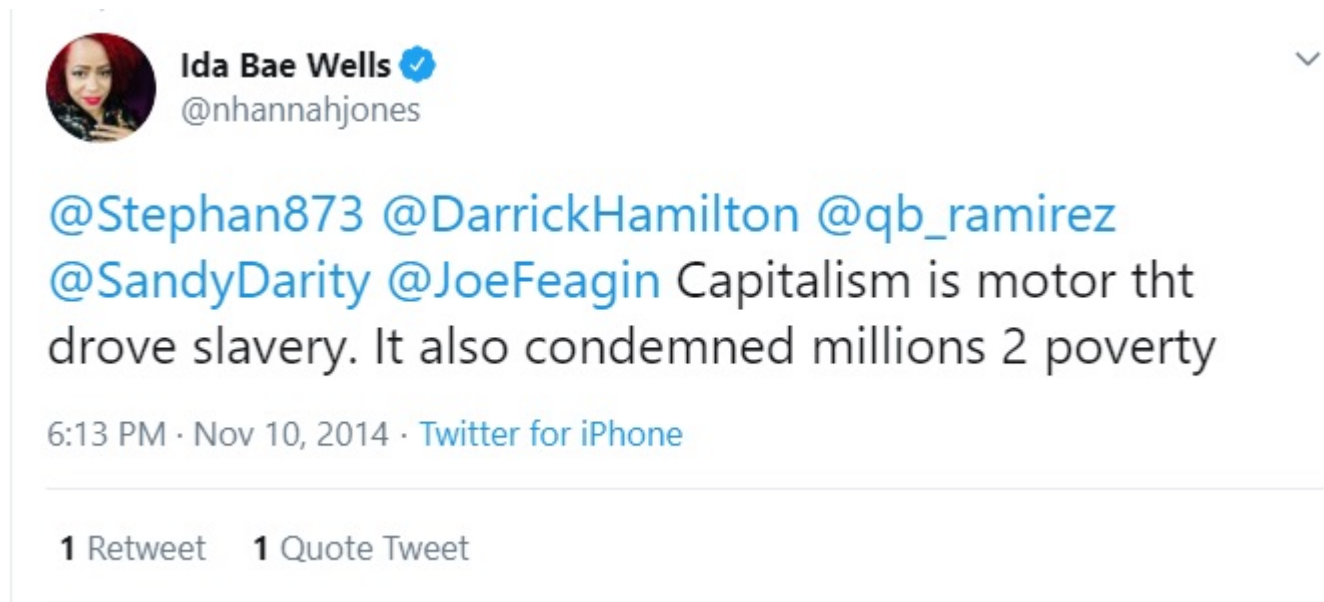 Ida Bae Wells
@nhannahjones
@Stephan873 @DarrickHamilton @qb_ramirez
@SandyDarity @JoeFeagin Capitalism is motor tht
drove slavery. It also condemned millions 2 poverty
6:13 PM · Nov 10, 2014 · Twitter for iPhone
1 Retweet 1 Quote Tweet